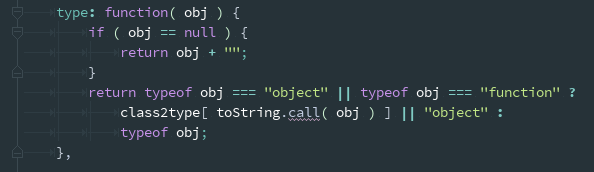 type: function( obj ) {
if ( obj == null ) {
return obj + "";
}
return typeof obj === "object" || typeof obj === "function" ?
class2type[ toString.call( obj ) ] || "object" :
typeof obj;
},